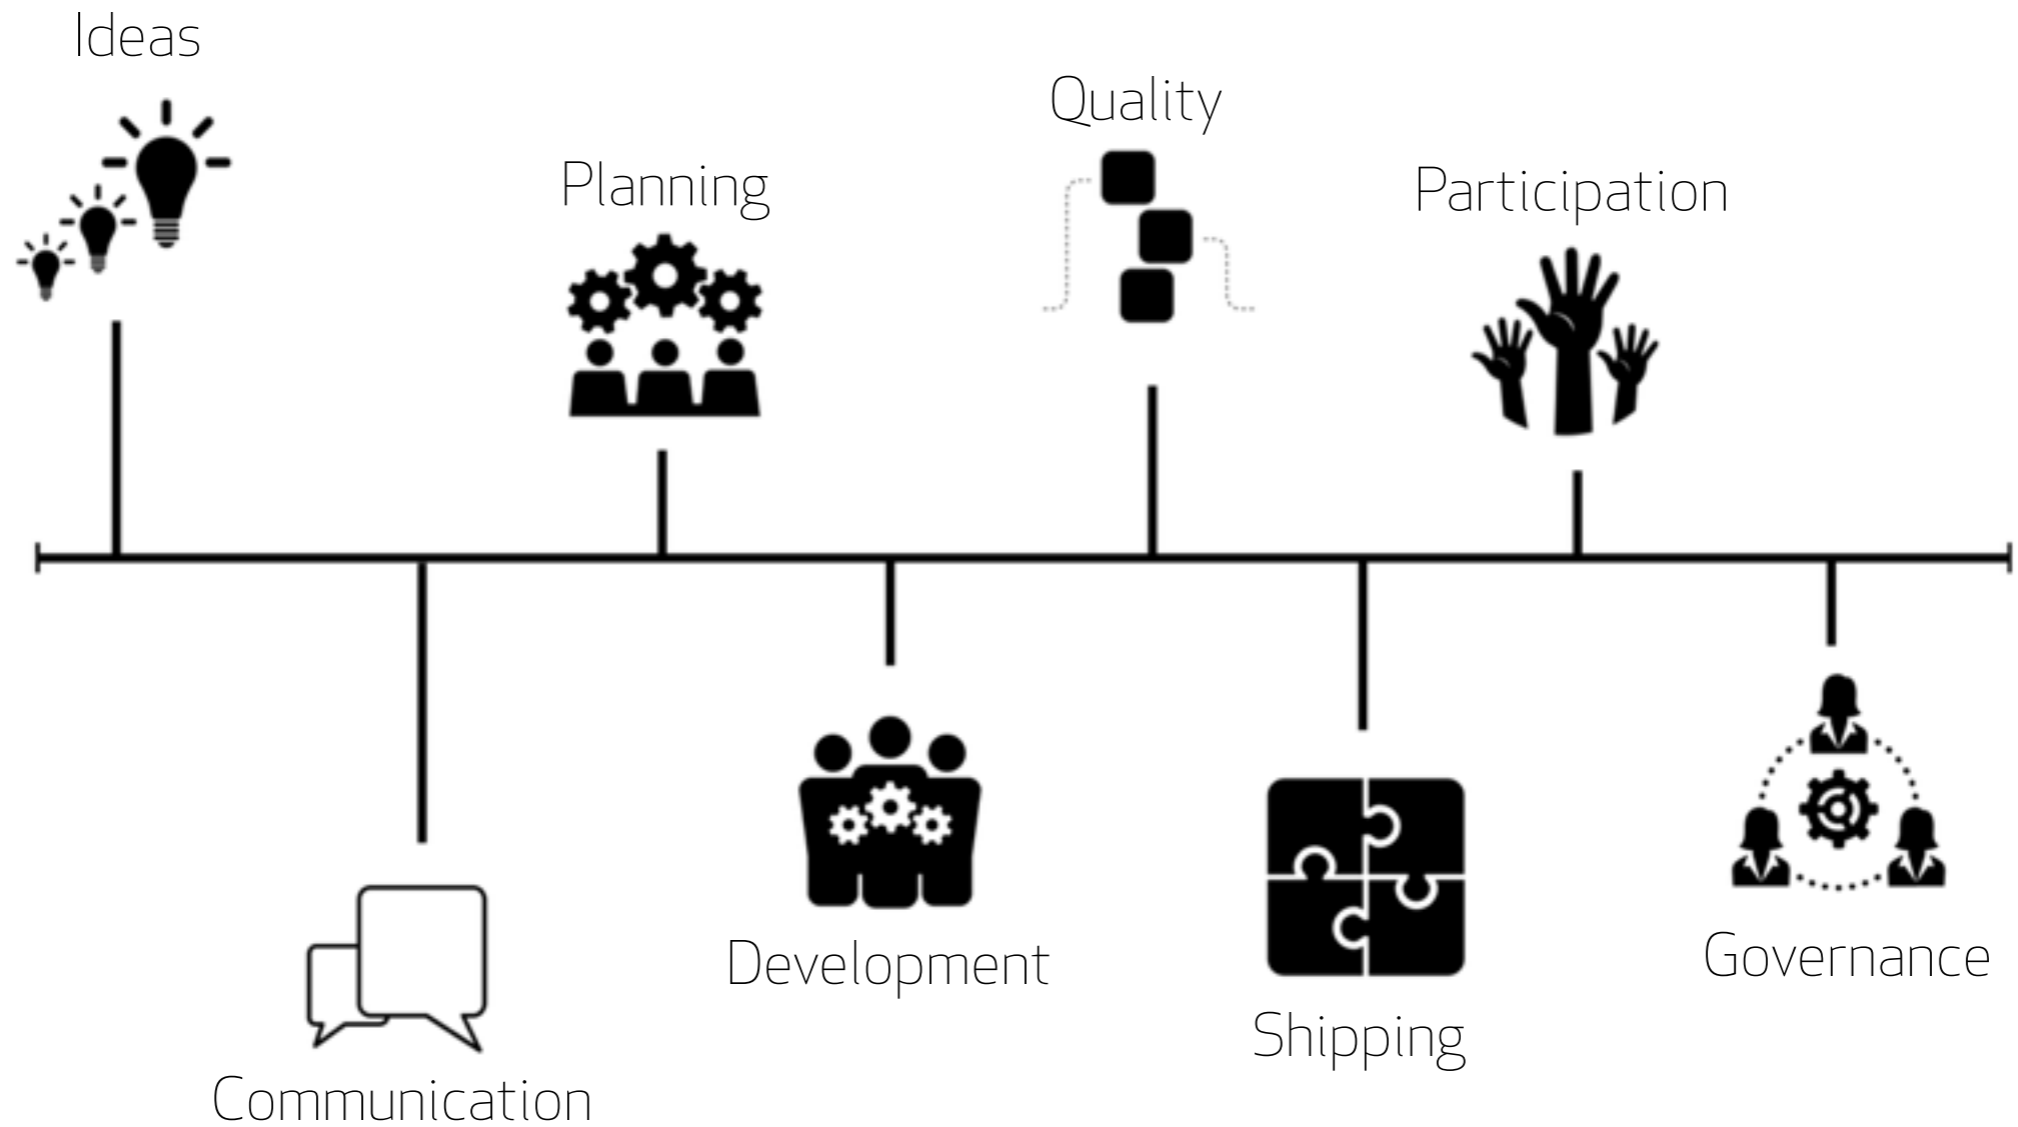 Ideas
Communication
Planning
Development
Quality
Shipping
Participation
Governance